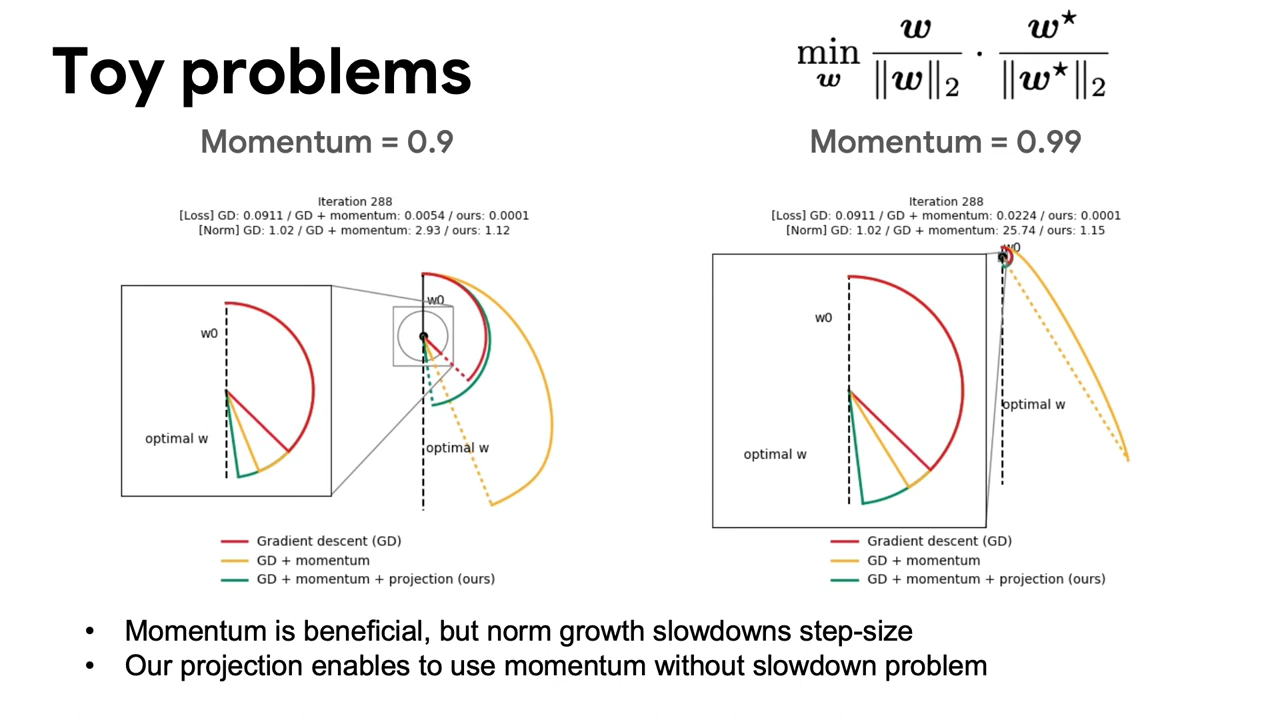 Toy problems
min_w w/‖w‖₂ · w★/‖w★‖₂
Momentum = 0.9
Momentum = 0.99
Iteration 288
[Loss] GD: 0.0911 / GD + momentum: 0.0054 / ours: 0.0001
[Norm] GD: 1.02 / GD + momentum: 2.93 / ours: 1.12
w0
w0
optimal w
optimal w
Gradient descent (GD)
GD + momentum
GD + momentum + projection (ours)
Iteration 288
[Loss] GD: 0.0911 / GD + momentum: 0.0224 / ours: 0.0001
[Norm] GD: 1.02 / GD + momentum: 25.74 / ours: 1.15
w0
w0
optimal w
optimal w
Gradient descent (GD)
GD + momentum
GD + momentum + projection (ours)
• Momentum is beneficial, but norm growth slowdowns step-size
• Our projection enables to use momentum without slowdown problem